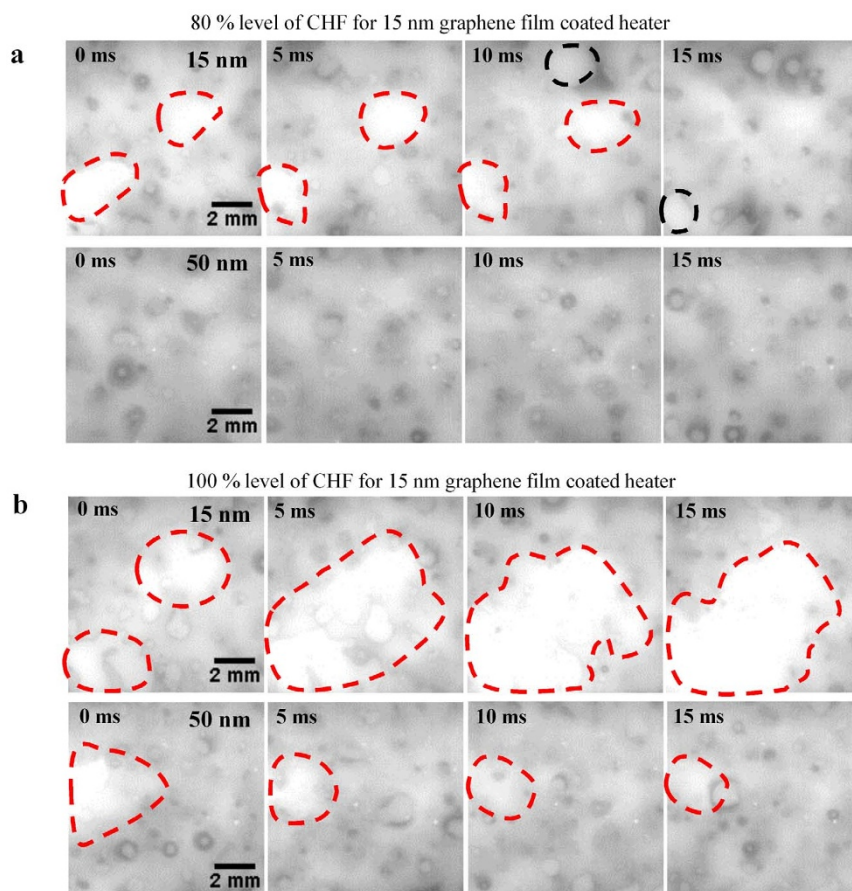 80 % level of CHF for 15 nm graphene film coated heater
a
0 ms 15 nm 5 ms 10 ms 15 ms
2 mm
0 ms 50 nm 5 ms 10 ms 15 ms
2 mm
100 % level of CHF for 15 nm graphene film coated heater
b
0 ms 15 nm 5 ms 10 ms 15 ms
2 mm
0 ms 50 nm 5 ms 10 ms 15 ms
2 mm